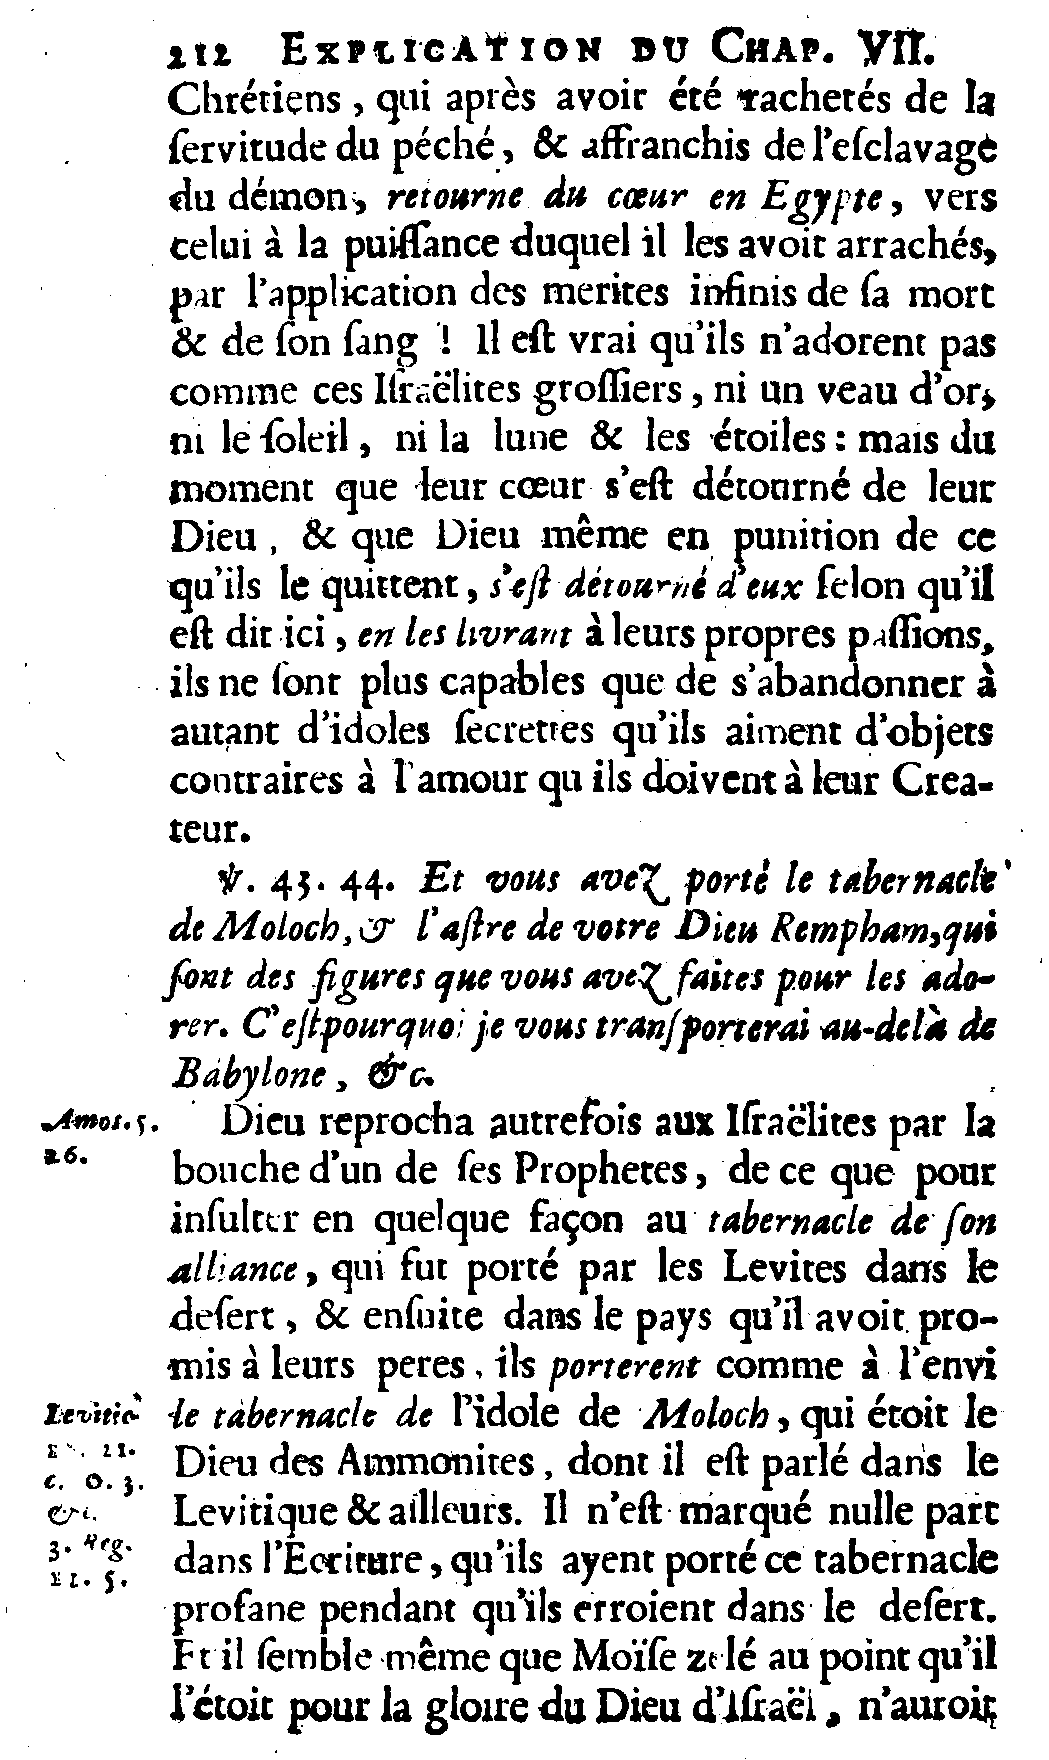 212 EXPLICATION DU CHAP. VII.
Chrétiens, qui après avoir été rachetés de la
ſervitude du péché, & affranchis de l'eſclavage
du démon, retourne du cœur en Egypte, vers
celui à la puiſſance duquel il les avoit arrachés,
par l'application des merites infinis de ſa mort
& de ſon ſang ! Il eſt vrai qu'ils n'adorent pas
comme ces Iſraëlites groſſiers, ni un veau d'or,
ni le ſoleil, ni la lune & les étoiles : mais du
moment que leur cœur s'eſt détourné de leur
Dieu, & que Dieu même en punition de ce
qu'ils le quittent, s'eſt détourné d'eux ſelon qu'il
eſt dit ici, en les livrant à leurs propres paſſions,
ils ne ſont plus capables que de s'abandonner à
autant d'idoles ſecrettes qu'ils aiment d'objets
contraires à l'amour qu'ils doivent à leur Crea-
teur.
℣. 43. 44. Et vous avez porté le tabernacle
de Moloch, & l'aſtre de votre Dieu Rempham, qui
ſont des figures que vous avez faites pour les ado-
rer. C'eſtpourquoi je vous tranſporterai au-delà de
Babylone, &c.
Amos. 5.
26.
Dieu reprocha autrefois aux Iſraëlites par la
bouche d'un de ſes Prophetes, de ce que pour
inſulter en quelque façon au tabernacle de ſon
alliance, qui fut porté par les Levites dans le
deſert, & enſuite dans le pays qu'il avoit pro-
mis à leurs peres, ils porterent comme à l'envi
le tabernacle de l'idole de Moloch, qui étoit le
Dieu des Ammonites, dont il eſt parlé dans le
Levitique & ailleurs. Il n'eſt marqué nulle part
dans l'Ecriture, qu'ils ayent porté ce tabernacle
profane pendant qu'ils erroient dans le deſert.
Et il ſemble même que Moïſe zelé au point qu'il
l'étoit pour la gloire du Dieu d'Iſraël, n'auroit
Levitic.
21.
c. 0. 3.
&c.
3. Reg.
11. 5.